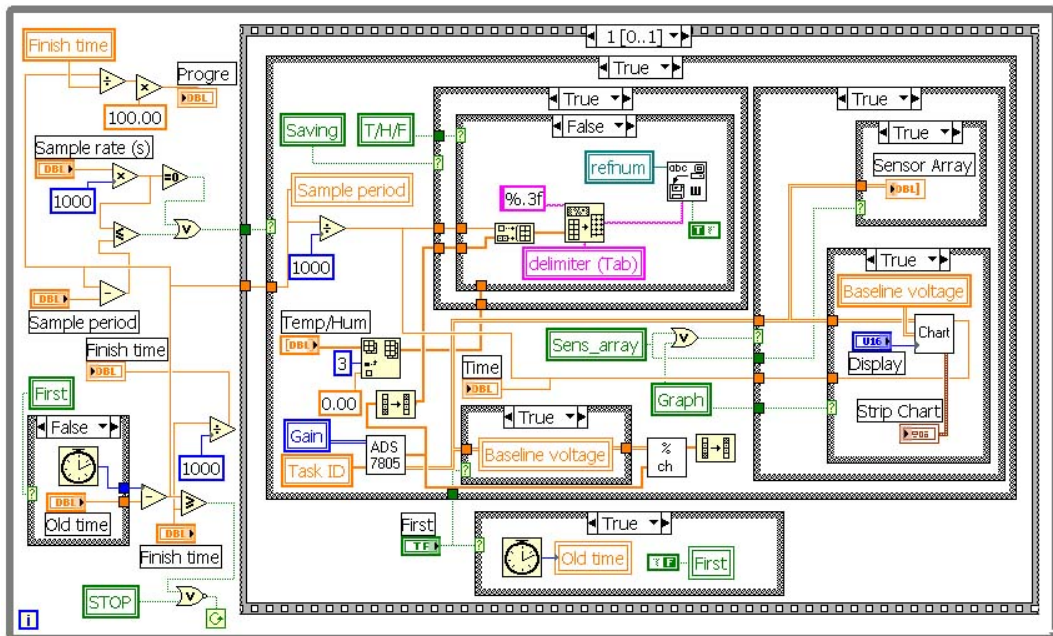 Finish time
÷
×
Progre
DBL
100.00
Sample rate (s)
DBL
×
=0
1000
≤
V
DBL
-
Sample period
Finish time
DBL
First
False
÷
1000
-
≥
DBL
Old time
DBL
Finish time
STOP
V
i
1 [0..1]
True
Saving
T/H/F
Sample period
÷
1000
True
False
refnum
abc
%.3f
delimiter (Tab)
T F
Temp/Hum
DBL
3
0.00
Gain
Task ID
ADS
7805
Time
DBL
True
Baseline voltage
%
ch
Sens_array
V
Graph
True
True
Sensor Array
DBL
True
Baseline voltage
U16
Display
Chart
Strip Chart
First
TF
True
Old time
F
First